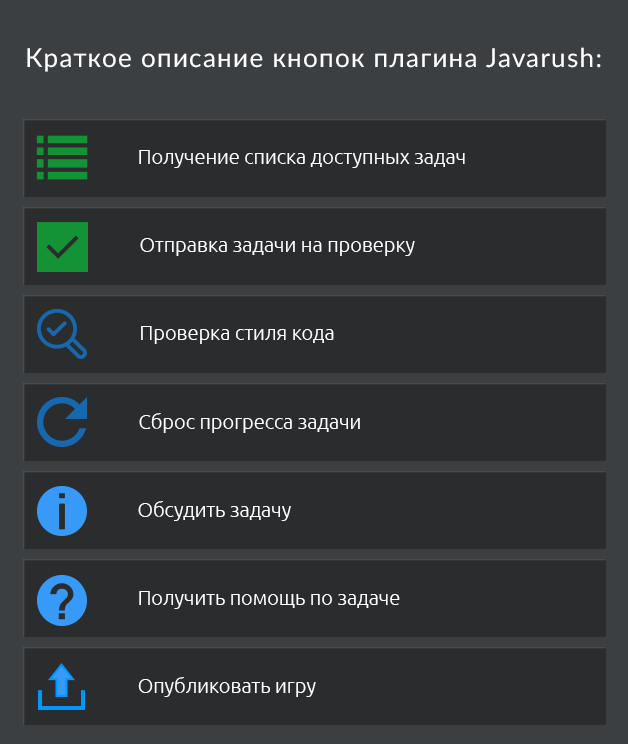 Краткое описание кнопок плагина Javarush:
Получение списка доступных задач
Отправка задачи на проверку
Проверка стиля кода
Сброс прогресса задачи
Обсудить задачу
Получить помощь по задаче
Опубликовать игру